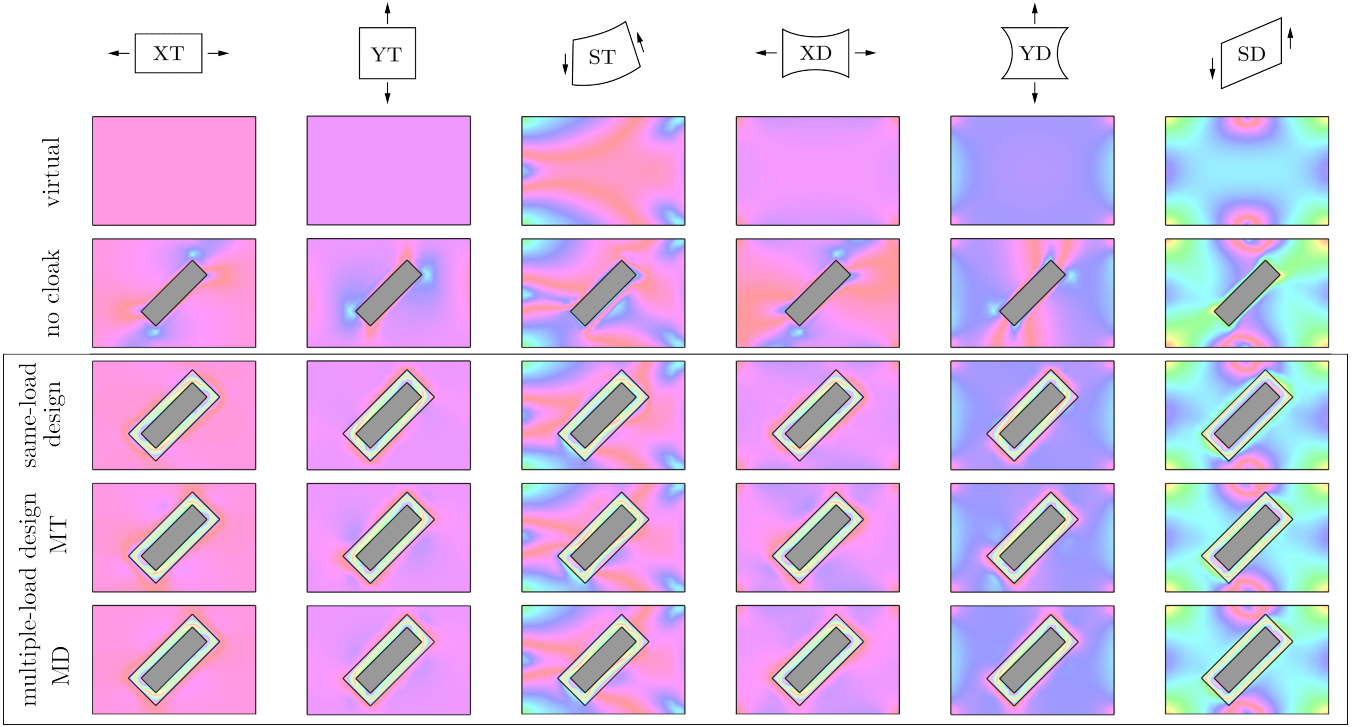 XT
YT
ST
XD
YD
SD
virtual
no cloak
same-load
design
multiple-load design
MT
MD